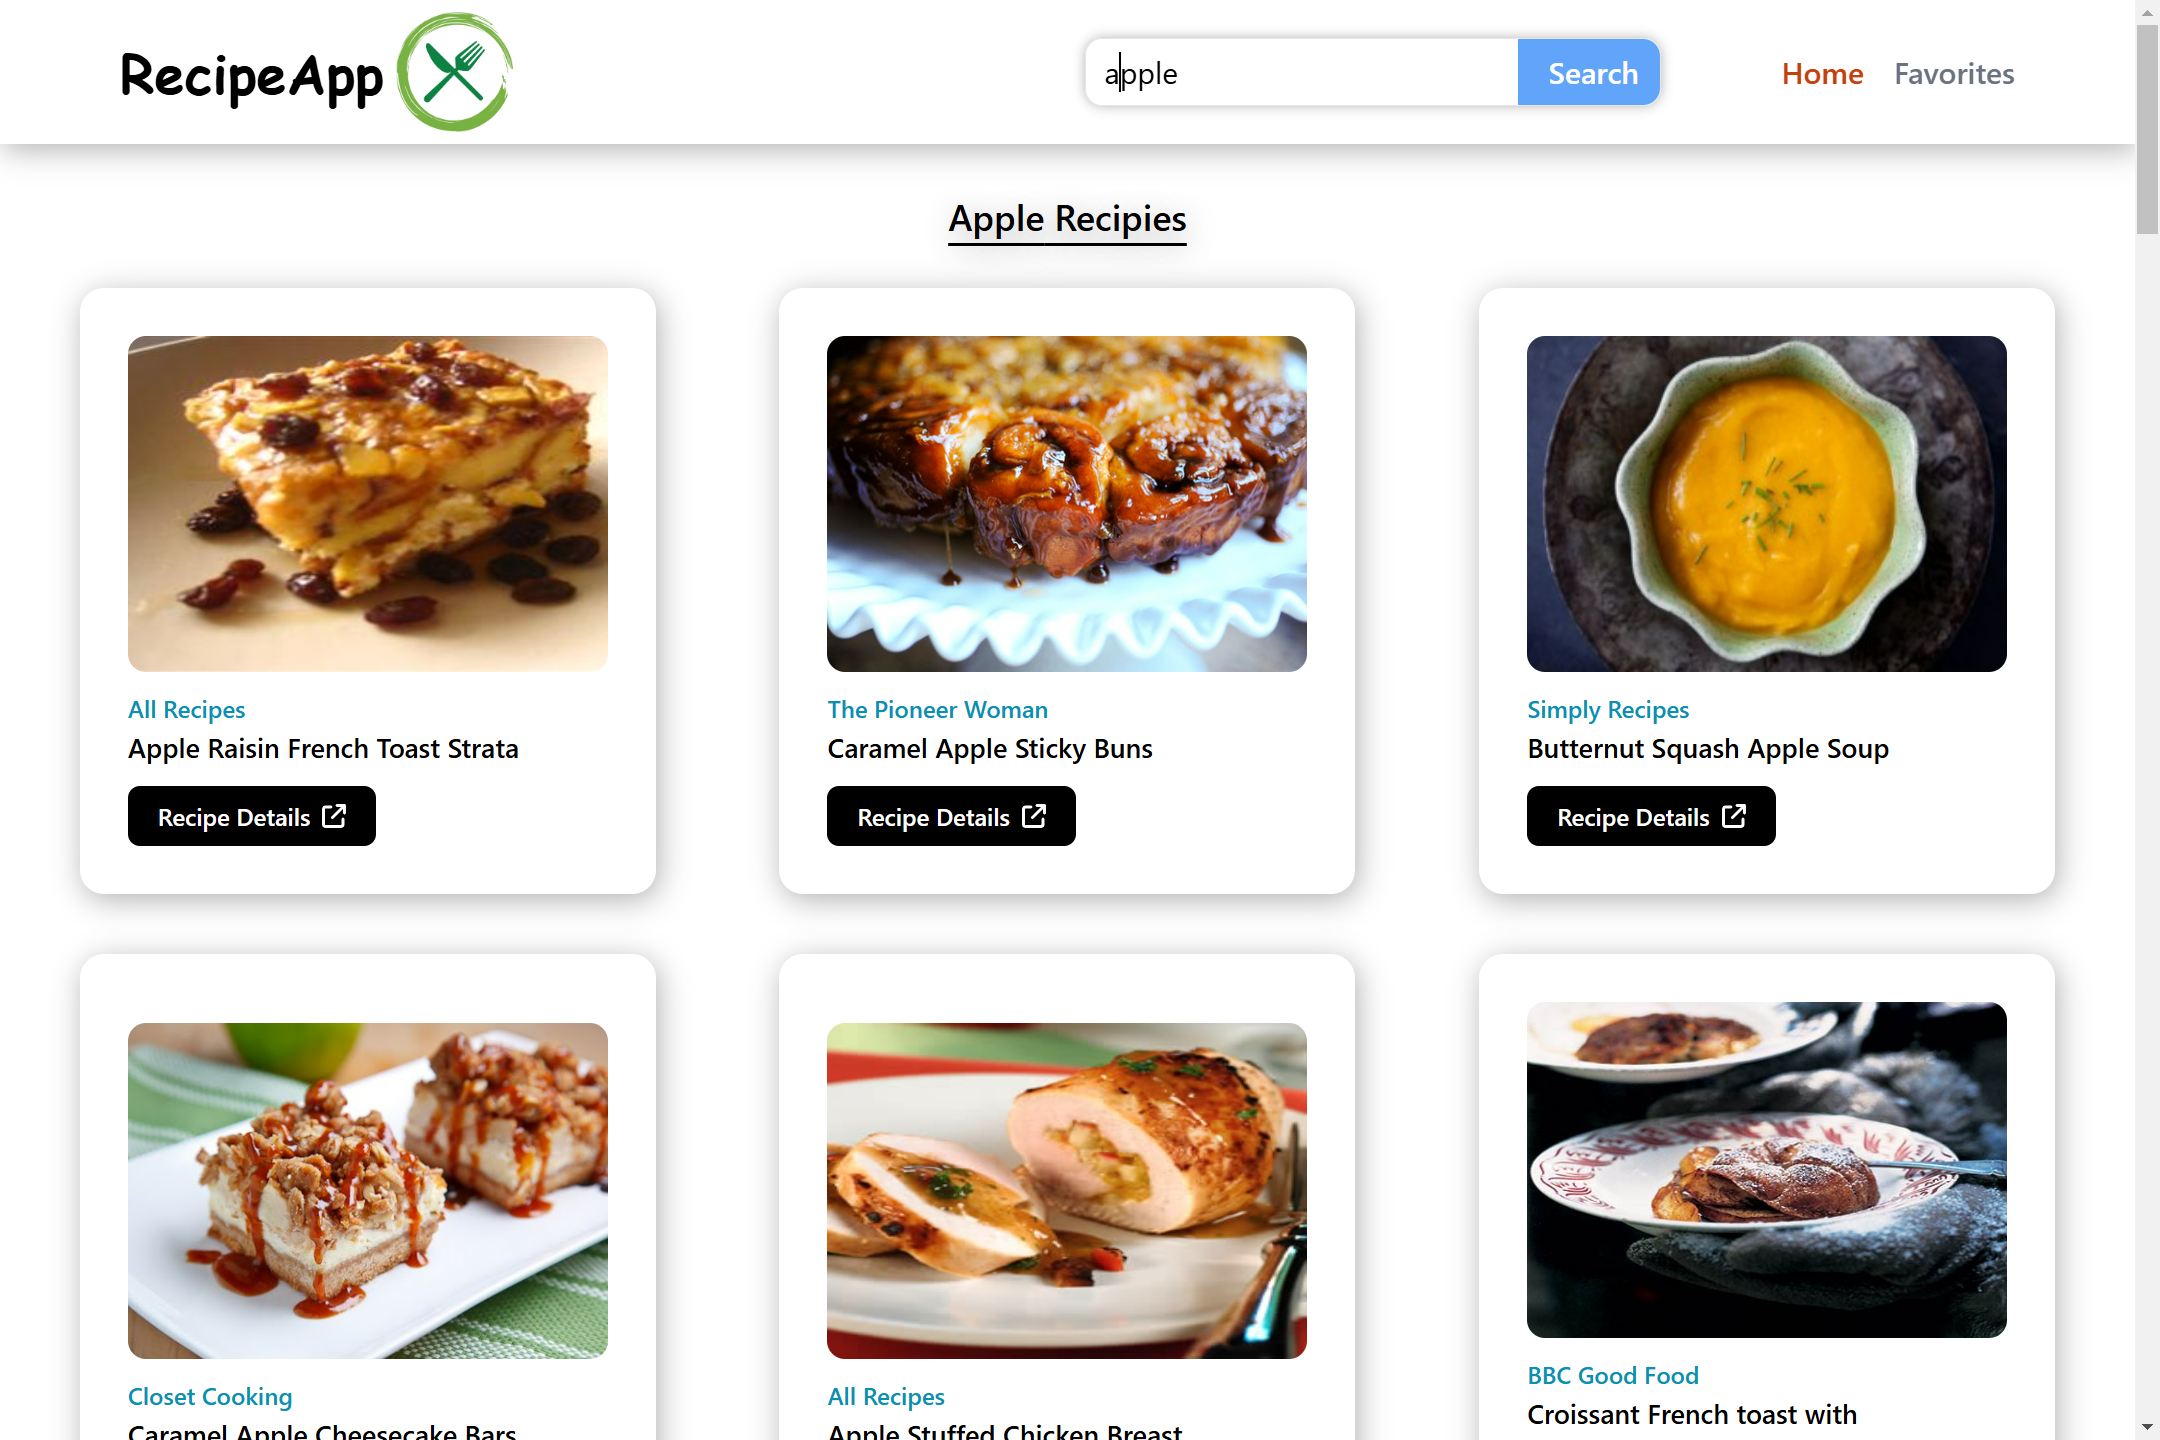 RecipeApp
apple
Search
Home
Favorites
Apple Recipies
All Recipes
Apple Raisin French Toast Strata
Recipe Details
The Pioneer Woman
Caramel Apple Sticky Buns
Recipe Details
Simply Recipes
Butternut Squash Apple Soup
Recipe Details
Closet Cooking
Caramel Apple Cheesecake Bars
All Recipes
Apple Stuffed Chicken Breast
BBC Good Food
Croissant French toast with